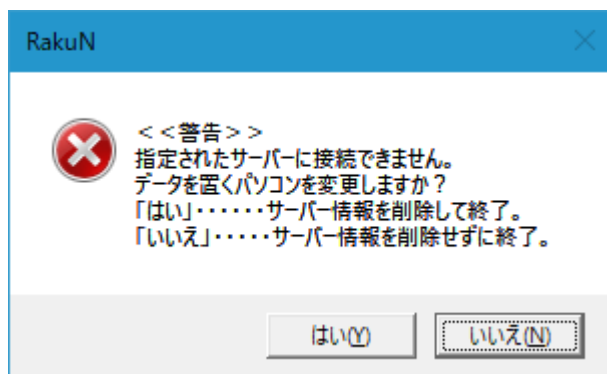 RakuN
＜＜警告＞＞
指定されたサーバーに接続できません。
データを置くパソコンを変更しますか？
「はい」・・・・・・サーバー情報を削除して終了。
「いいえ」・・・・・サーバー情報を削除せずに終了。
はい(Y)
いいえ(N)